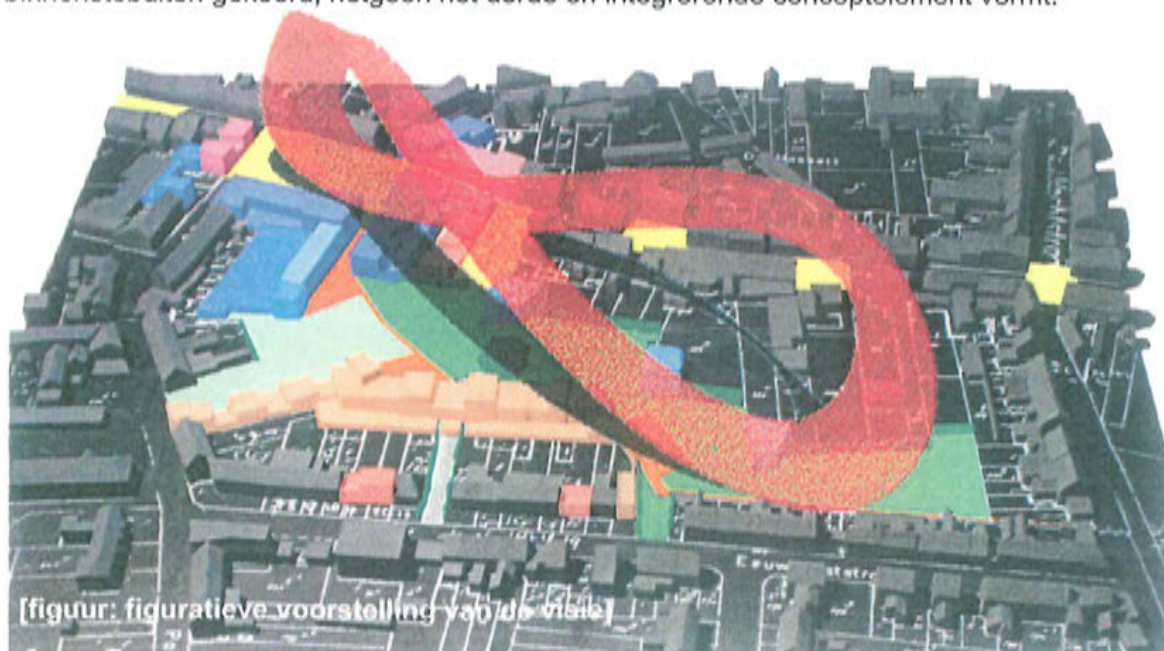 binnenstebuiten gekeerd, hetgeen het derde en integrerende conceptelement vormt.
[figuur: figuratieve voorstelling van de visie]